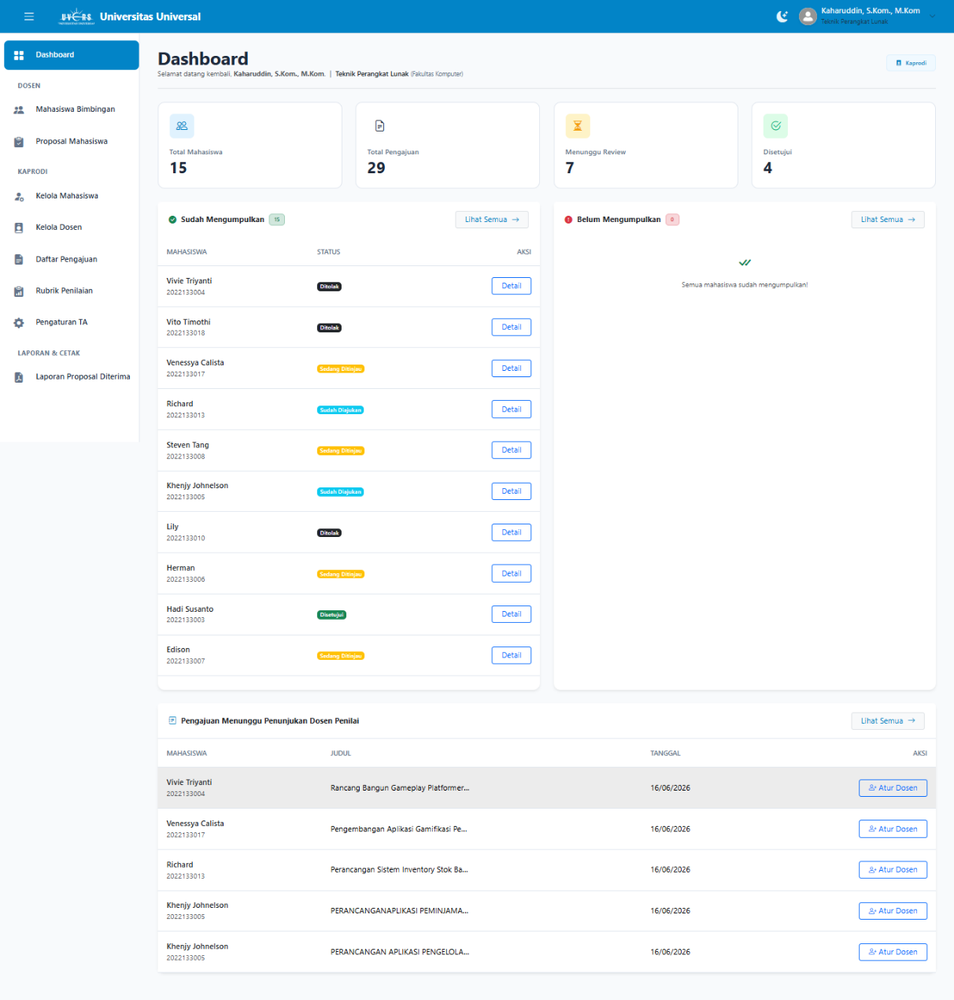 UVERS
UNIVERSITAS UNIVERSAL
Universitas Universal
Kaharuddin, S.Kom., M.Kom
Teknik Perangkat Lunak
Dashboard
DOSEN
Mahasiswa Bimbingan
Proposal Mahasiswa
KAPRODI
Kelola Mahasiswa
Kelola Dosen
Daftar Pengajuan
Rubrik Penilaian
Pengaturan TA
LAPORAN & CETAK
Laporan Proposal Diterima
Dashboard
Selamat datang kembali, Kaharuddin, S.Kom., M.Kom. | Teknik Perangkat Lunak (Fakultas Komputer)
Kaprodi
Total Mahasiswa
15
Total Pengajuan
29
Menunggu Review
7
Disetujui
4
Sudah Mengumpulkan 15
Lihat Semua →
MAHASISWA STATUS AKSI
Vivie Triyanti
2022133004
Ditolak
Detail
Vito Timothi
2022133018
Ditolak
Detail
Venessya Calista
2022133017
Sedang Ditinjau
Detail
Richard
2022133013
Sudah Diajukan
Detail
Steven Tang
2022133008
Sedang Ditinjau
Detail
Khenjy Johnelson
2022133005
Sudah Diajukan
Detail
Lily
2022133010
Ditolak
Detail
Herman
2022133006
Sedang Ditinjau
Detail
Hadi Susanto
2022133003
Disetujui
Detail
Edison
2022133007
Sedang Ditinjau
Detail
Belum Mengumpulkan 0
Lihat Semua →
Semua mahasiswa sudah mengumpulkan!
Pengajuan Menunggu Penunjukan Dosen Penilai
Lihat Semua →
MAHASISWA JUDUL TANGGAL AKSI
Vivie Triyanti
2022133004
Rancang Bangun Gameplay Platformer...
16/06/2026
Atur Dosen
Venessya Calista
2022133017
Pengembangan Aplikasi Gamifikasi Pe...
16/06/2026
Atur Dosen
Richard
2022133013
Perancangan Sistem Inventory Stok Ba...
16/06/2026
Atur Dosen
Khenjy Johnelson
2022133005
PERANCANGANAPLIKASI PEMINJAMA...
16/06/2026
Atur Dosen
Khenjy Johnelson
2022133005
PERANCANGAN APLIKASI PENGELOLA...
16/06/2026
Atur Dosen